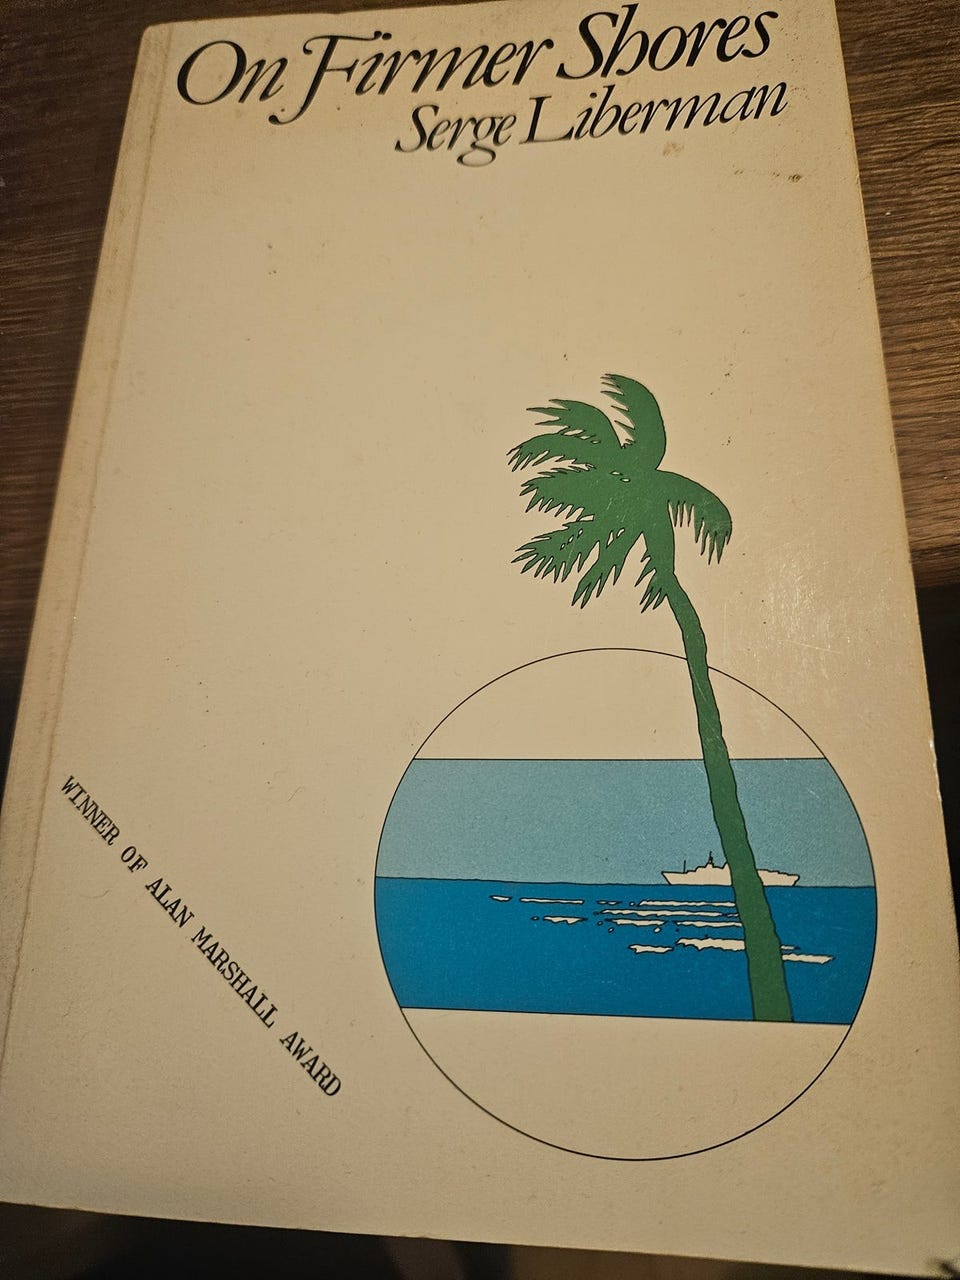 On Firmer Shores
Serge Liberman
WINNER OF ALAN MARSHALL AWARD